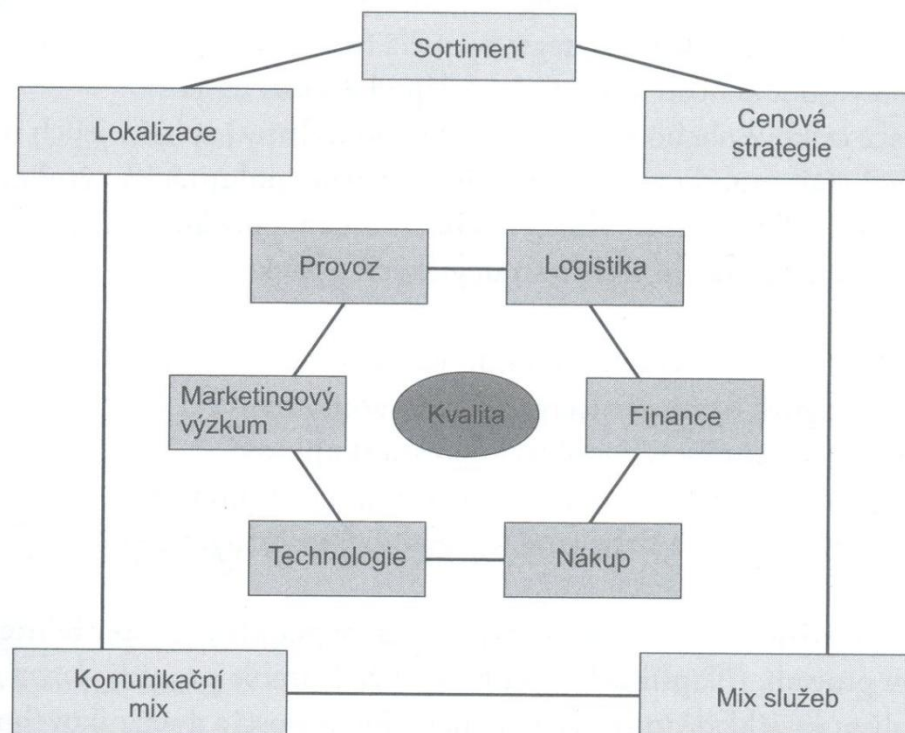 Sortiment
Lokalizace
Cenová
strategie
Provoz
Logistika
Marketingový
výzkum
Kvalita
Finance
Technologie
Nákup
Komunikační
mix
Mix služeb